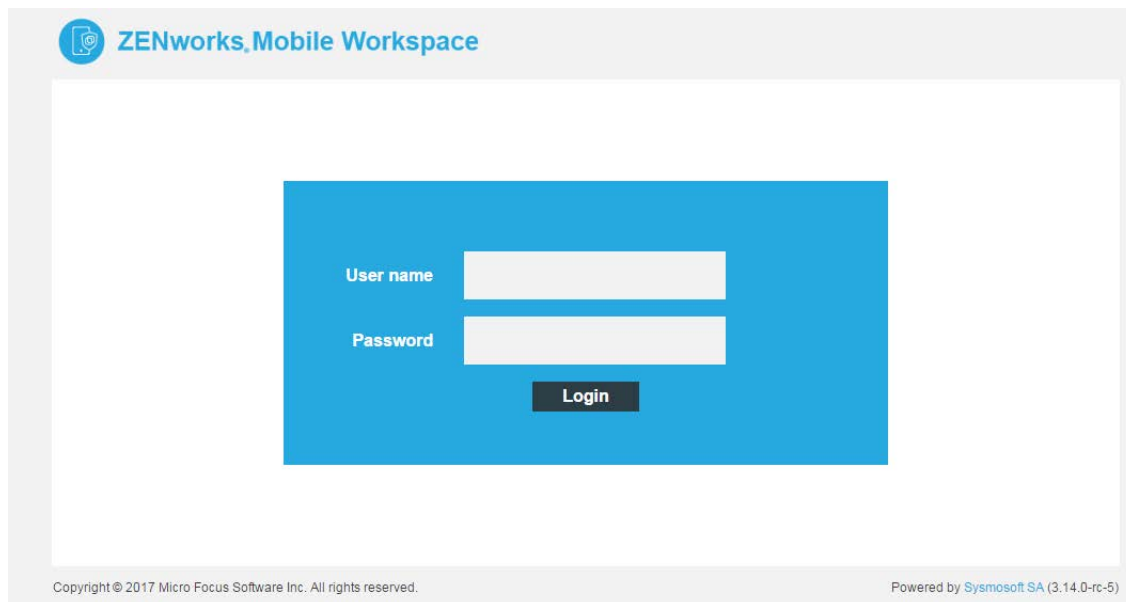 ZENworks® Mobile Workspace
User name
Password
Login
Copyright © 2017 Micro Focus Software Inc. All rights reserved.
Powered by Sysmosoft SA (3.14.0-rc-5)